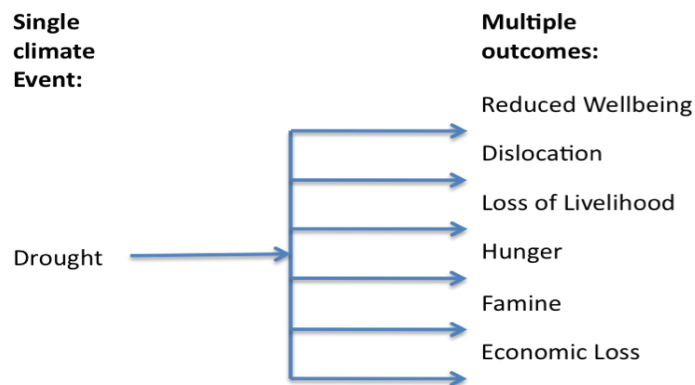 Single
climate
Event:
Multiple
outcomes:
Reduced Wellbeing
Dislocation
Loss of Livelihood
Drought
Hunger
Famine
Economic Loss